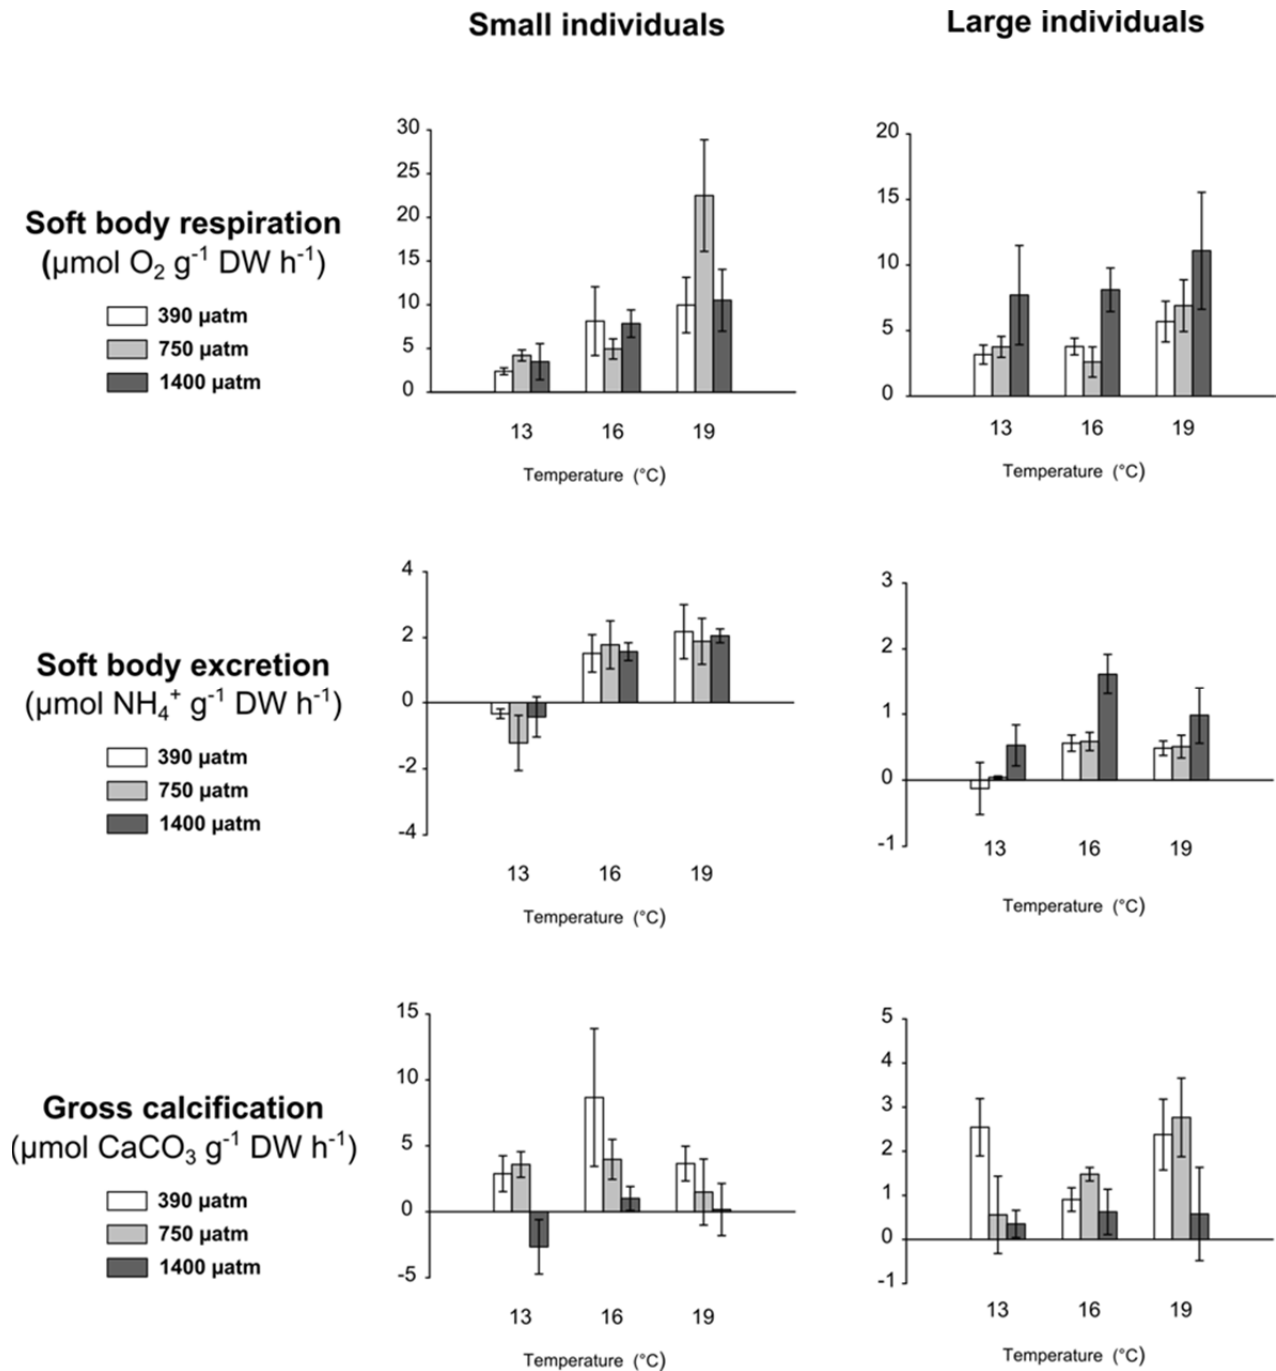 Small individuals
Large individuals
Soft body respiration
(µmol O2 g-1 DW h-1)
390 µatm
750 µatm
1400 µatm
30
25
20
15
10
5
0
13 16 19
Temperature (°C)
20
15
10
5
0
13 16 19
Temperature (°C)
Soft body excretion
(µmol NH4+ g-1 DW h-1)
390 µatm
750 µatm
1400 µatm
4
2
0
-2
-4
13 16 19
Temperature (°C)
3
2
1
0
-1
13 16 19
Temperature (°C)
Gross calcification
(µmol CaCO3 g-1 DW h-1)
390 µatm
750 µatm
1400 µatm
15
10
5
0
-5
13 16 19
Temperature (°C)
5
4
3
2
1
0
-1
13 16 19
Temperature (°C)